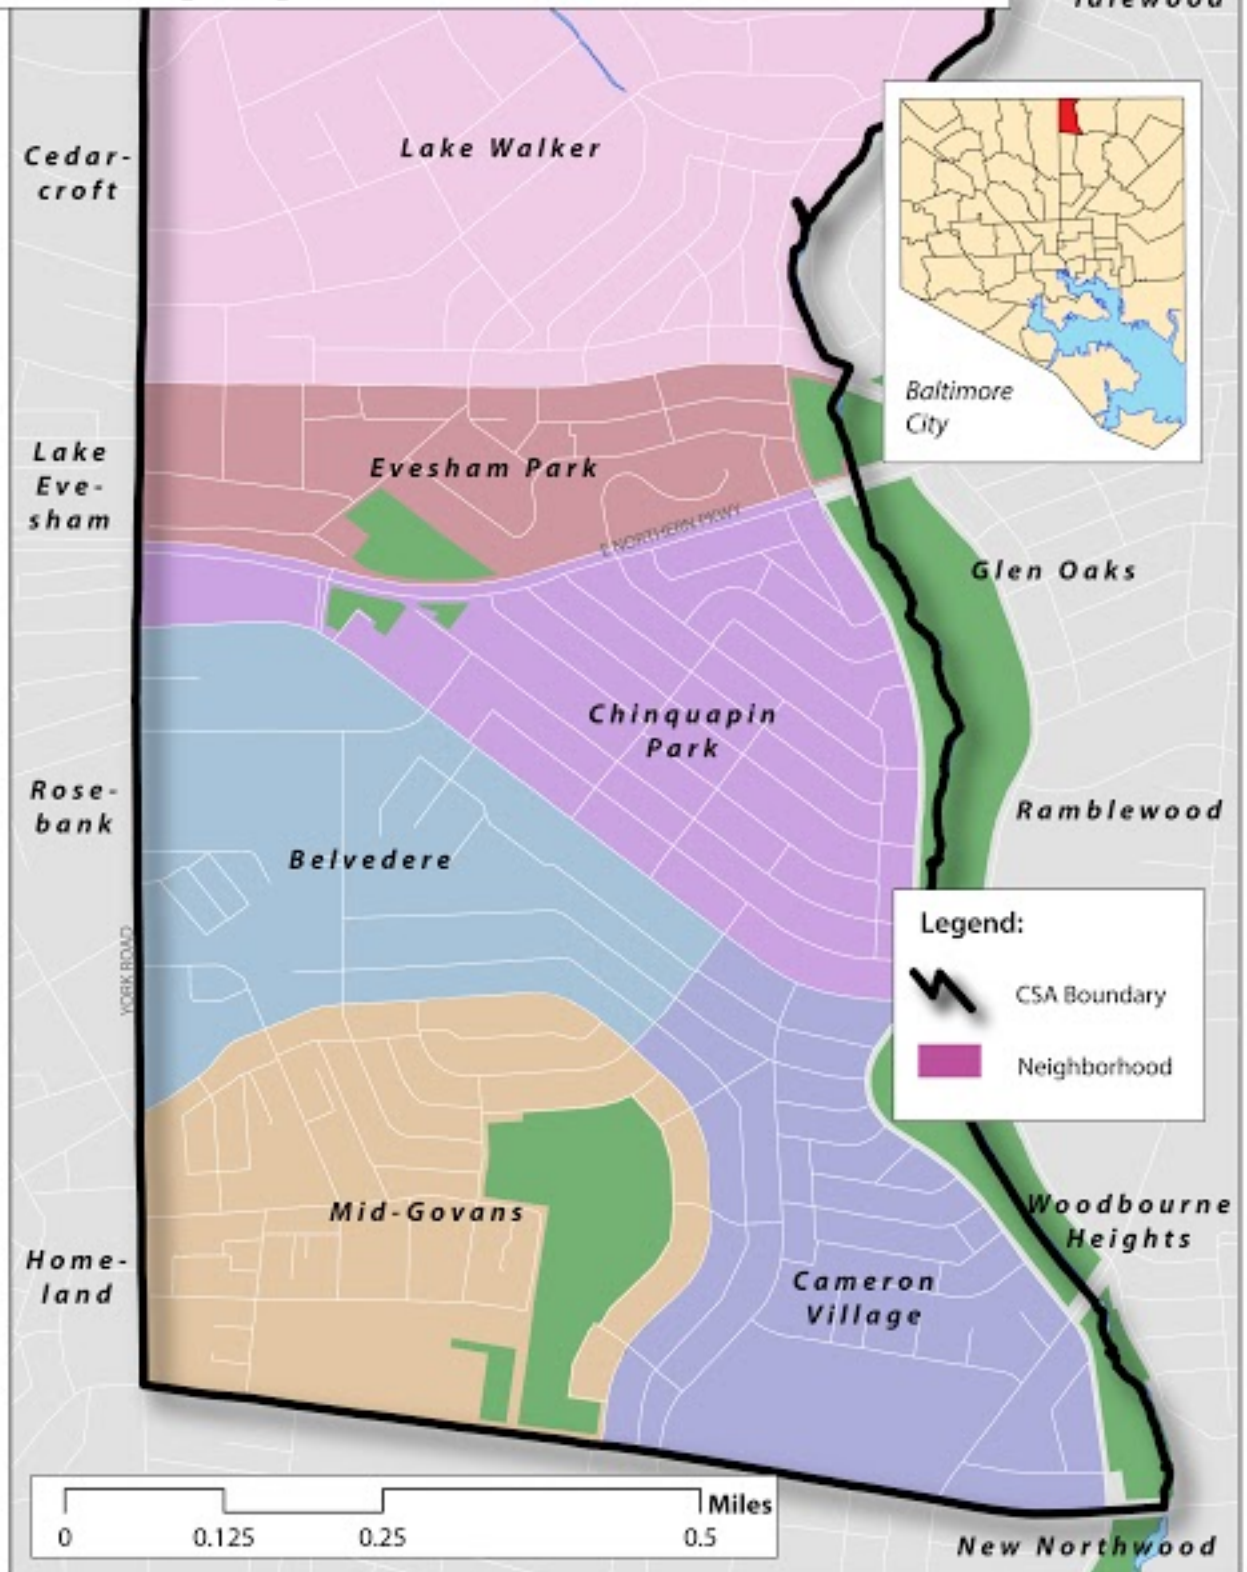 Idlewood
Cedar-
croft
Lake Walker
Baltimore
City
Lake
Eve-
sham
Evesham Park
E NORTHERN PKWY
Glen Oaks
Chinquapin
Park
Rose-
bank
Ramblewood
Belvedere
YORK ROAD
Legend:
CSA Boundary
Neighborhood
Mid-Govans
Woodbourne
Heights
Home-
land
Cameron
Village
Miles
0 0.125 0.25 0.5
New Northwood